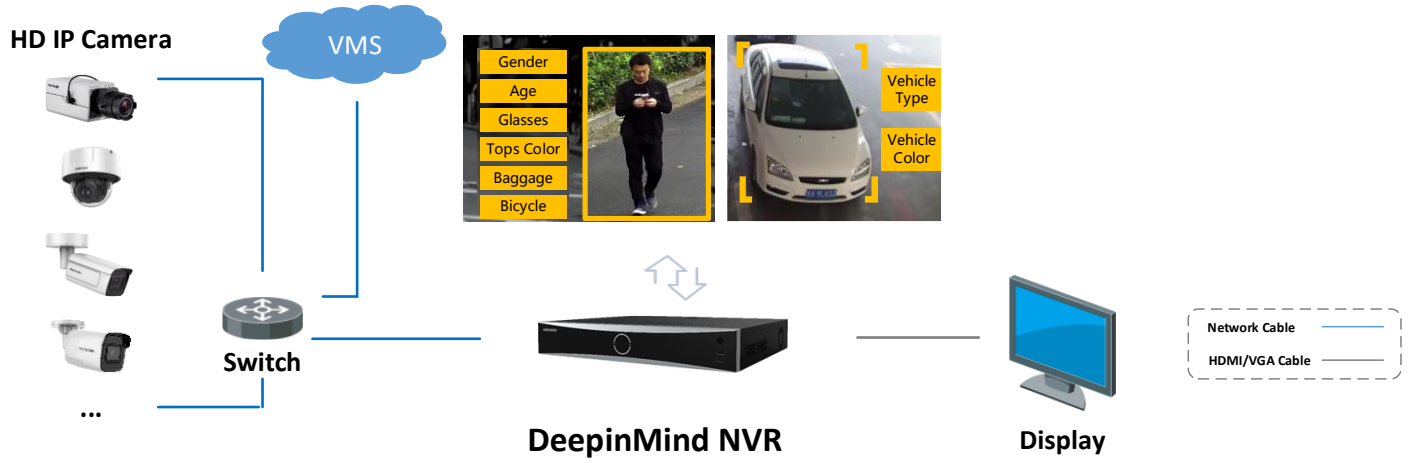 HD IP Camera
VMS
Gender
Age
Glasses
Tops Color
Baggage
Bicycle
Vehicle
Type
Vehicle
Color
Switch
...
DeepinMind NVR
Display
Network Cable
HDMI/VGA Cable